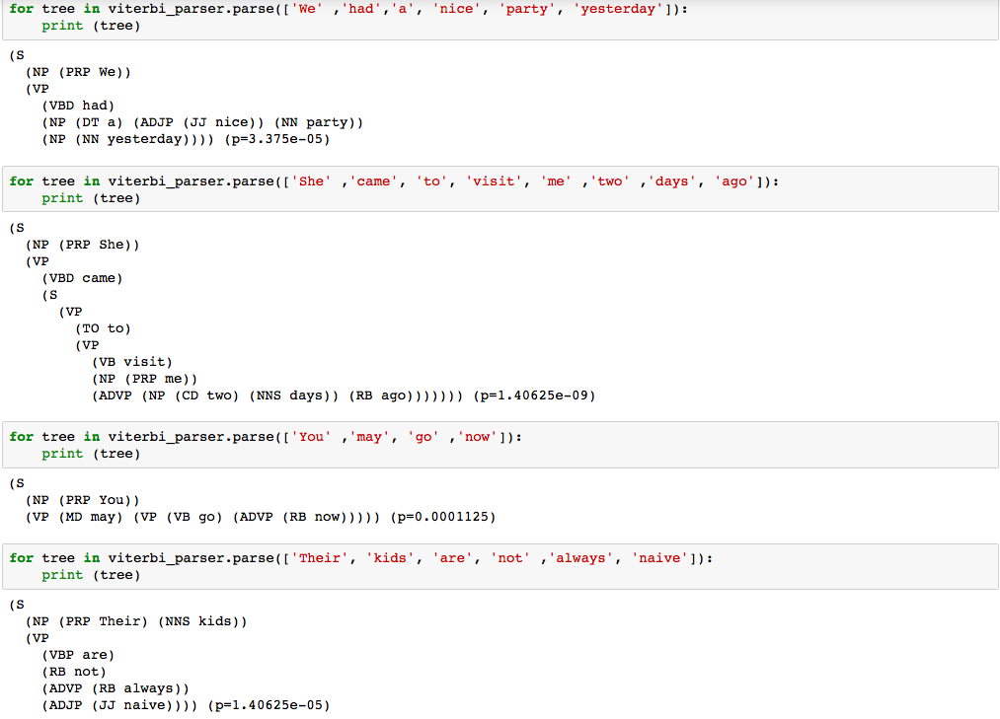 for tree in viterbi_parser.parse(['We' ,'had','a', 'nice', 'party', 'yesterday']):
    print (tree)
(S
  (NP (PRP We))
  (VP
    (VBD had)
    (NP (DT a) (ADJP (JJ nice)) (NN party))
    (NP (NN yesterday)))) (p=3.375e-05)
for tree in viterbi_parser.parse(['She' ,'came', 'to', 'visit', 'me' ,'two' ,'days', 'ago']):
    print (tree)
(S
  (NP (PRP She))
  (VP
    (VBD came)
    (S
      (VP
        (TO to)
        (VP
          (VB visit)
          (NP (PRP me))
          (ADVP (NP (CD two) (NNS days)) (RB ago))))))) (p=1.40625e-09)
for tree in viterbi_parser.parse(['You' ,'may', 'go' ,'now']):
    print (tree)
(S
  (NP (PRP You))
  (VP (MD may) (VP (VB go) (ADVP (RB now))))) (p=0.0001125)
for tree in viterbi_parser.parse(['Their', 'kids', 'are', 'not' ,'always', 'naive']):
    print (tree)
(S
  (NP (PRP Their) (NNS kids))
  (VP
    (VBP are)
    (RB not)
    (ADVP (RB always))
    (ADJP (JJ naive)))) (p=1.40625e-05)